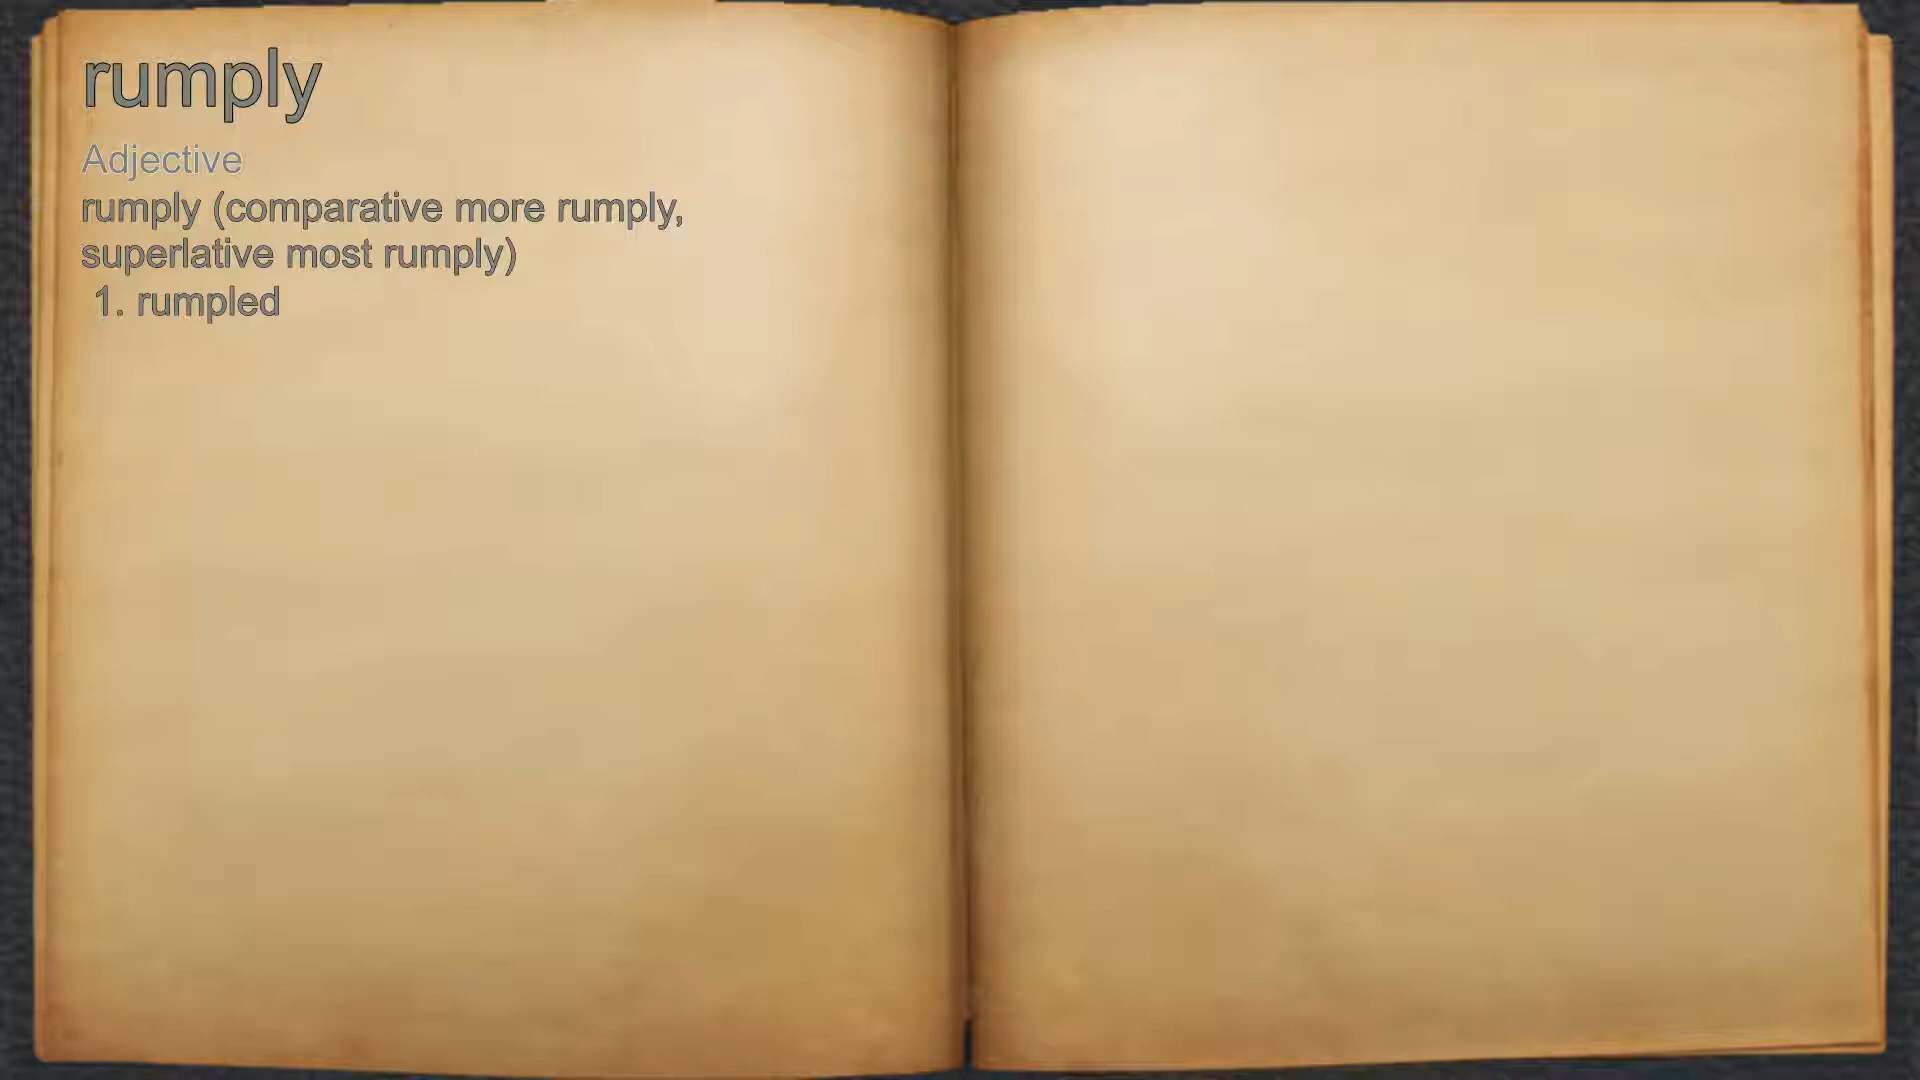 rumply
Adjective
rumply (comparative more rumply,
superlative most rumply)
1. rumpled